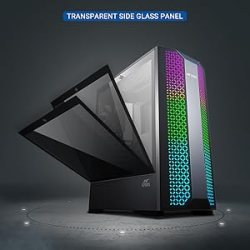 TRANSPARENT SIDE GLASS PANEL